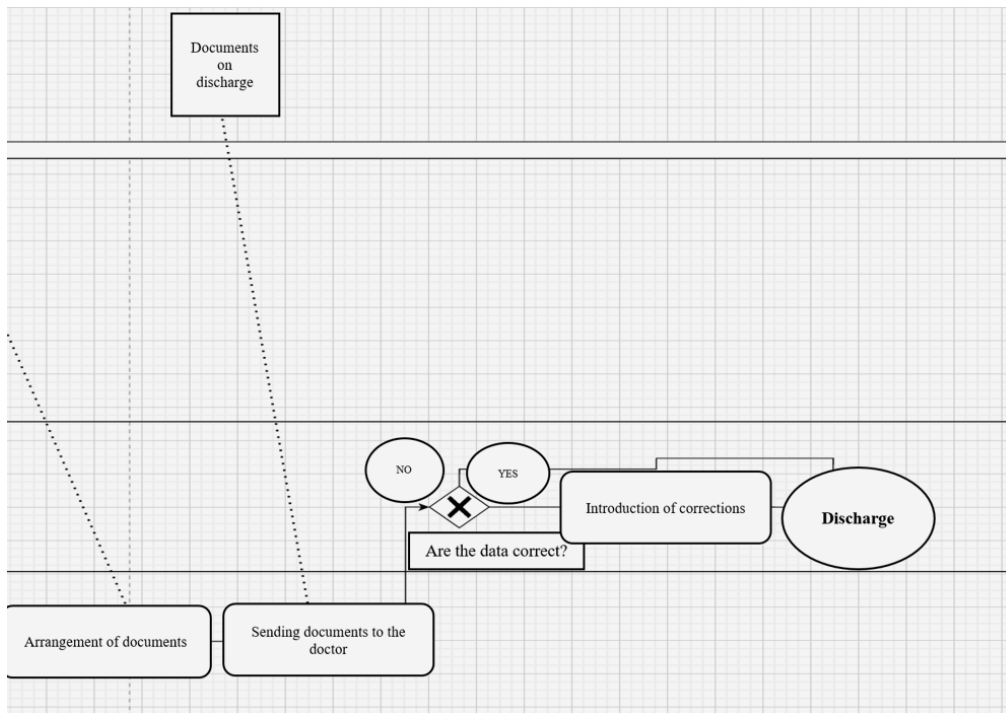 Documents
on
discharge
NO
YES
Introduction of corrections
Discharge
Are the data correct?
Arrangement of documents
Sending documents to the
doctor